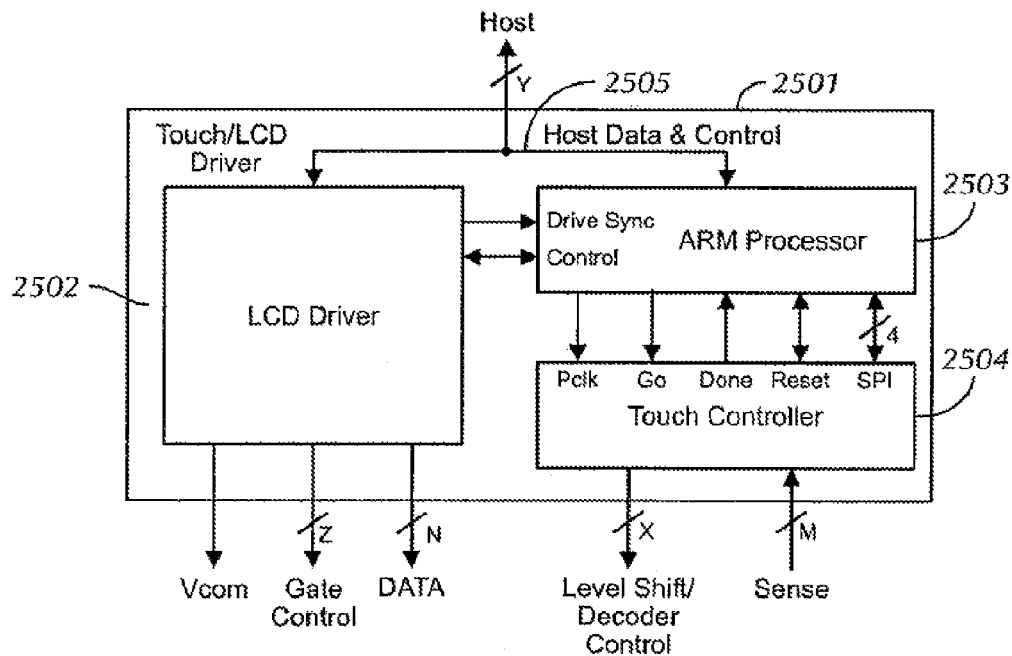 Host
Y
2505
2501
Touch/LCD
Driver
Host Data & Control
2503
Drive Sync
ARM Processor
Control
2502
LCD Driver
4
2504
Pclk Go Done Reset SPI
Touch Controller
Z
N
X
M
Vcom
Gate
Control
DATA
Level Shift/
Decoder
Control
Sense